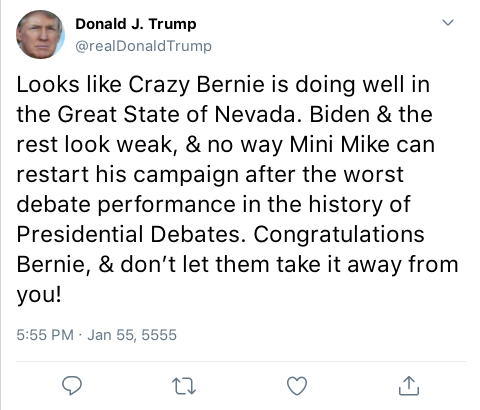 Donald J. Trump
@realDonaldTrump
Looks like Crazy Bernie is doing well in
the Great State of Nevada. Biden & the
rest look weak, & no way Mini Mike can
restart his campaign after the worst
debate performance in the history of
Presidential Debates. Congratulations
Bernie, & don’t let them take it away from
you!
5:55 PM · Jan 55, 5555